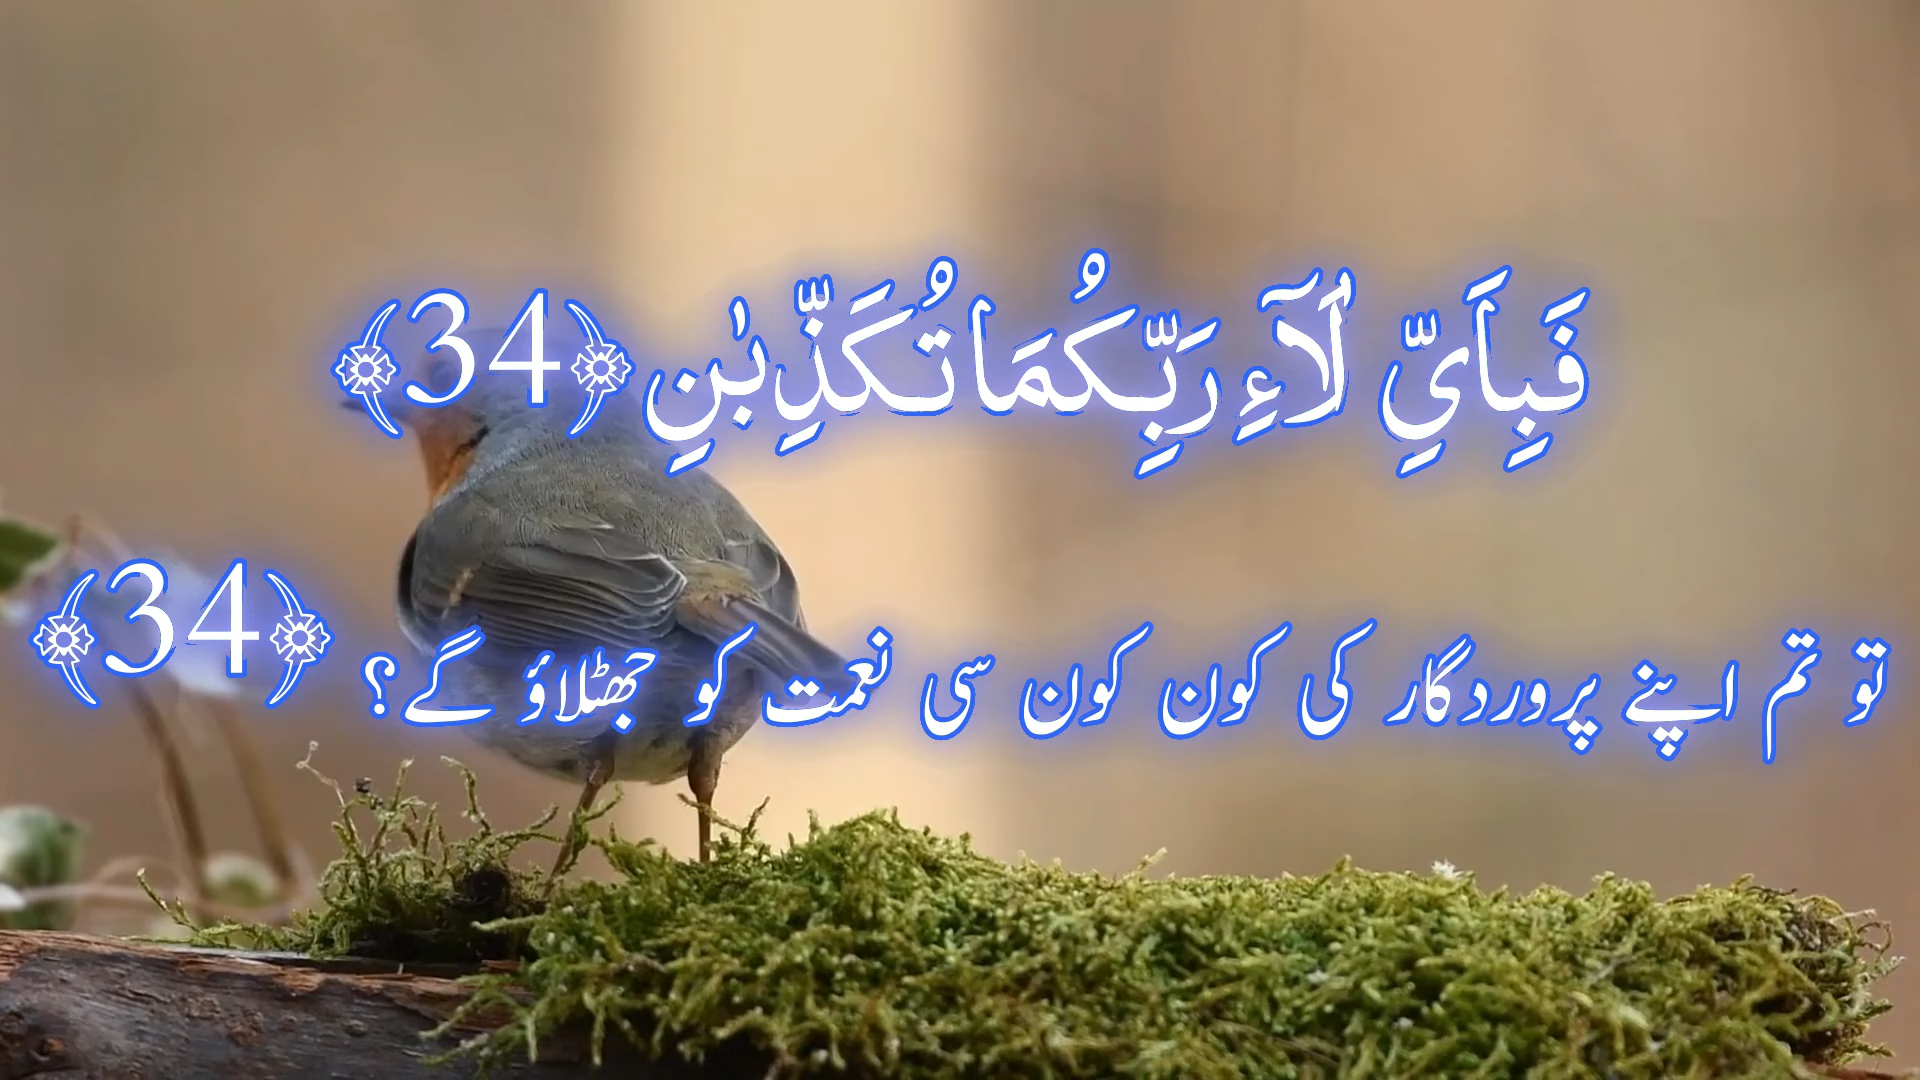 فَبِاَيِّ اٰلَآءِ رَبِّكُمَا تُكَذِّبٰنِ ﴿34﴾
تو تم اپنے پروردگار کی کون کون سی نعمت کو جھٹلاؤ گے؟ ﴿34﴾